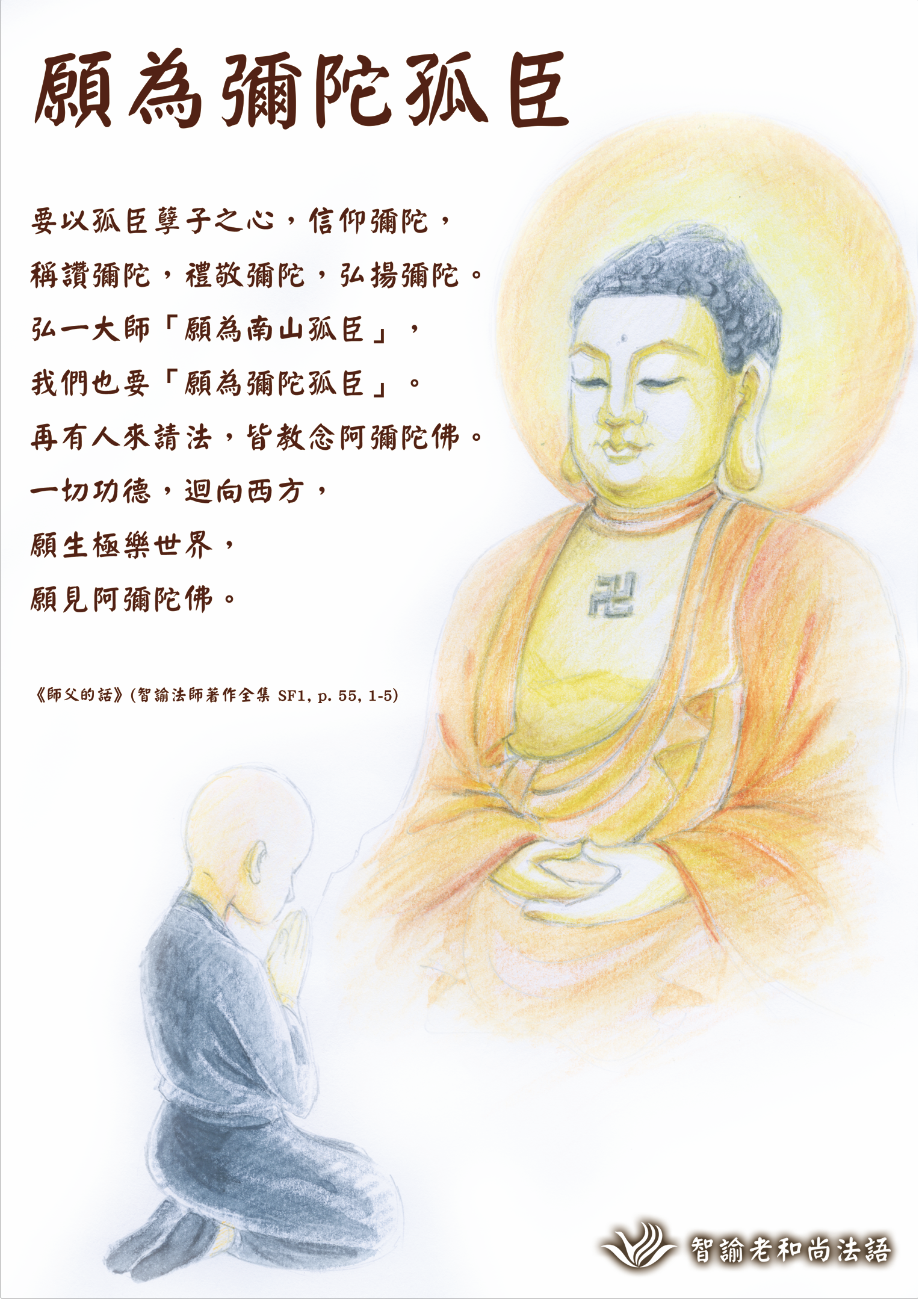 願為彌陀孤臣
要以孤臣孽子之心，信仰彌陀，
稱讚彌陀，禮敬彌陀，弘揚彌陀。
弘一大師「願為南山孤臣」，
我們也要「願為彌陀孤臣」。
再有人來請法，皆教念阿彌陀佛。
一切功德，迴向西方，
願生極樂世界，
願見阿彌陀佛。
《師父的話》(智諭法師著作全集 SF1, p. 55, 1-5)
卍
智諭老和尚法語